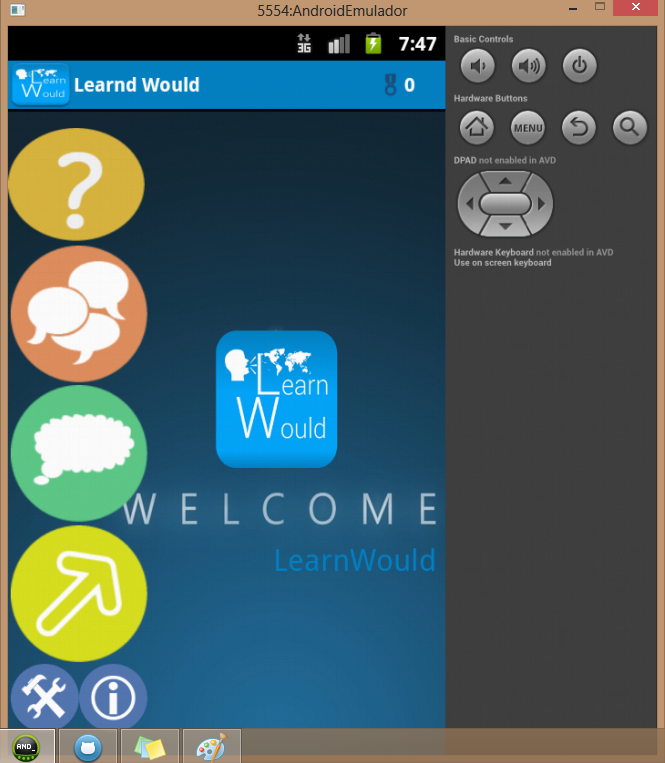 5554:AndroidEmulador
3G 7:47
Learn
Would
Learnd Would
0
?
Learn
Would
WELCOME
LearnWould
i
Basic Controls
Hardware Buttons
MENU
DPAD not enabled in AVD
Hardware Keyboard not enabled in AVD
Use on screen keyboard
AND_